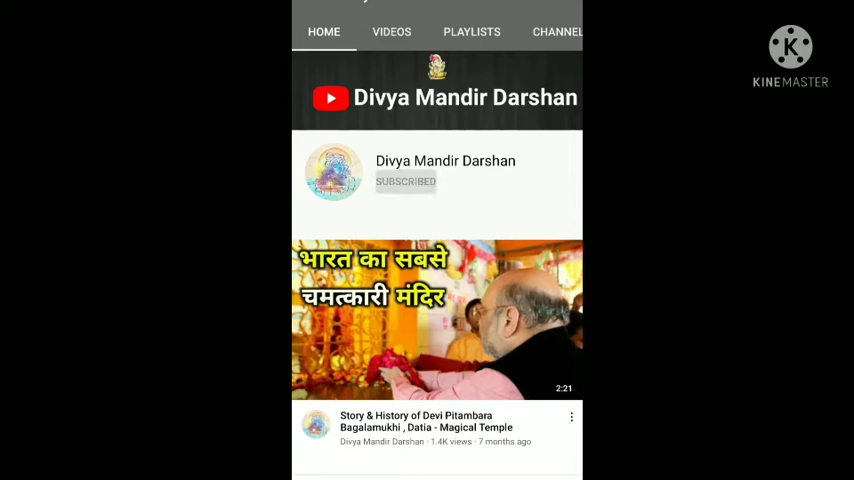 HOME VIDEOS PLAYLISTS CHANNEL
KINEMASTER
Divya Mandir Darshan
Divya Mandir Darshan
SUBSCRIBED
भारत का सबसे
चमत्कारी मंदिर
2:21
Story & History of Devi Pitambara
Bagalamukhi , Datia - Magical Temple
Divya Mandir Darshan · 1.4K views · 7 months ago